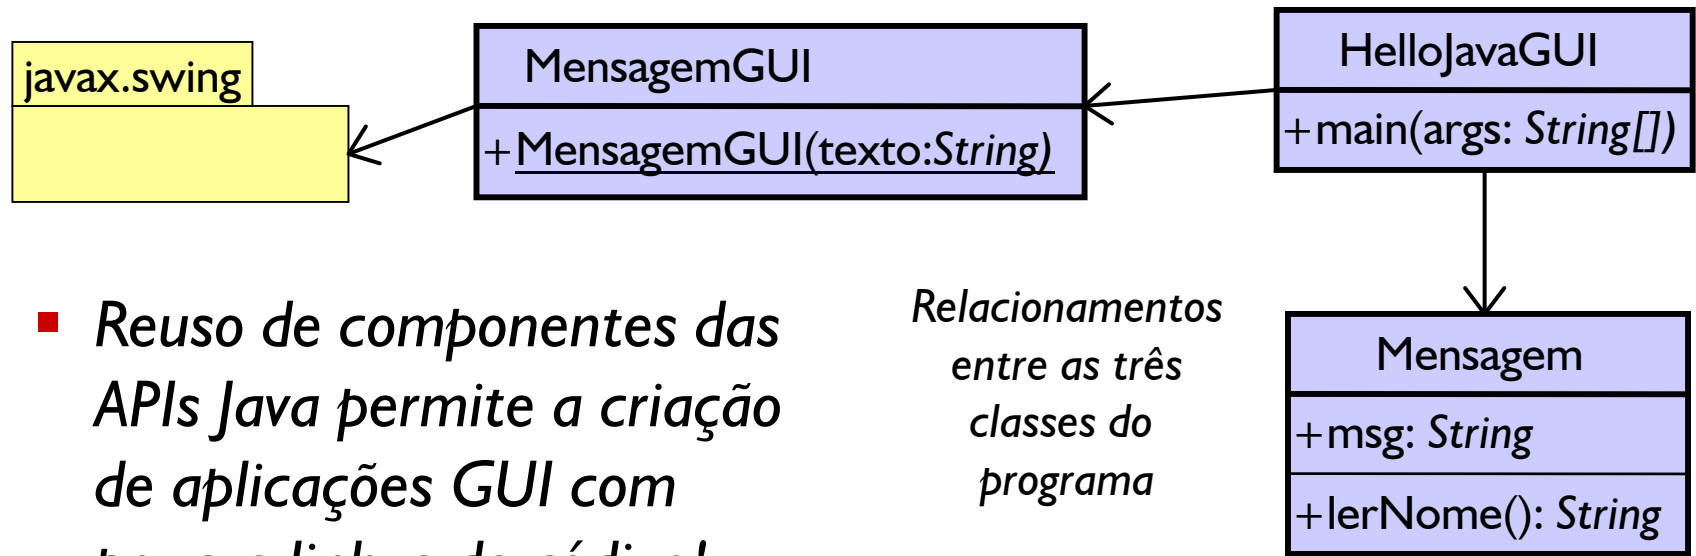 javax.swing
MensagemGUI
+MensagemGUI(texto:String)
HelloJavaGUI
+main(args: String[])
▪ Reuso de componentes das
APIs Java permite a criação
de aplicações GUI com
Relacionamentos
entre as três
classes do
programa
Mensagem
+msg: String
+lerNome(): String